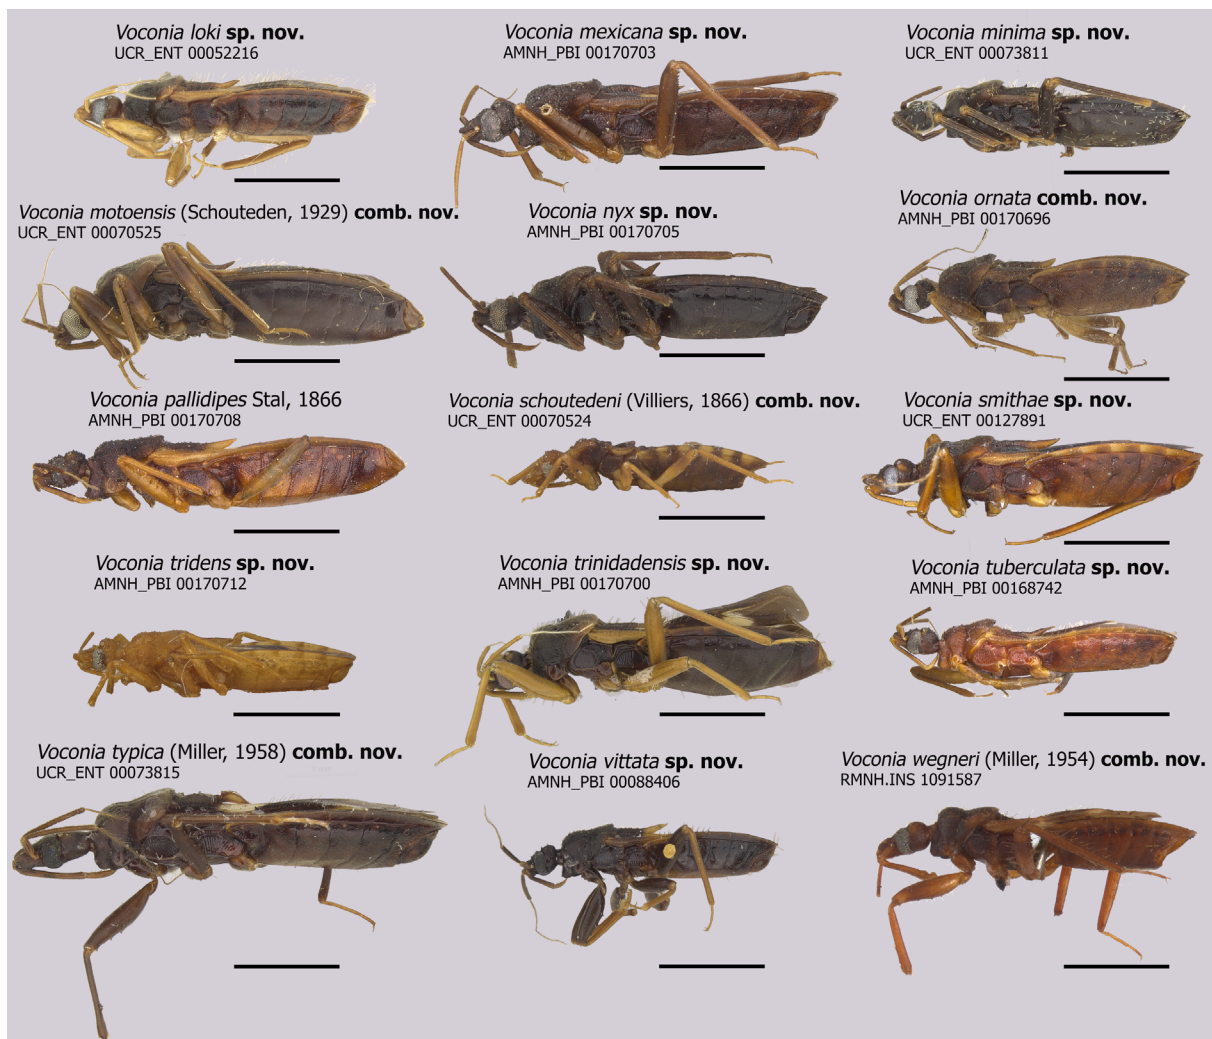 Voconia loki sp. nov.
UCR_ENT 00052216
Voconia mexicana sp. nov.
AMNH_PBI 00170703
Voconia minima sp. nov.
UCR_ENT 00073811
Voconia motoensis (Schouteden, 1929) comb. nov.
UCR_ENT 00070525
Voconia nyx sp. nov.
AMNH_PBI 00170705
Voconia ornata comb. nov.
AMNH_PBI 00170696
Voconia pallidipes Stal, 1866
AMNH_PBI 00170708
Voconia schoutedeni (Villiers, 1866) comb. nov.
UCR_ENT 00070524
Voconia smithae sp. nov.
UCR_ENT 00127891
Voconia tridens sp. nov.
AMNH_PBI 00170712
Voconia trinidadensis sp. nov.
AMNH_PBI 00170700
Voconia tuberculata sp. nov.
AMNH_PBI 00168742
Voconia typica (Miller, 1958) comb. nov.
UCR_ENT 00073815
Voconia vittata sp. nov.
AMNH_PBI 00088406
Voconia wegneri (Miller, 1954) comb. nov.
RMNH.INS 1091587